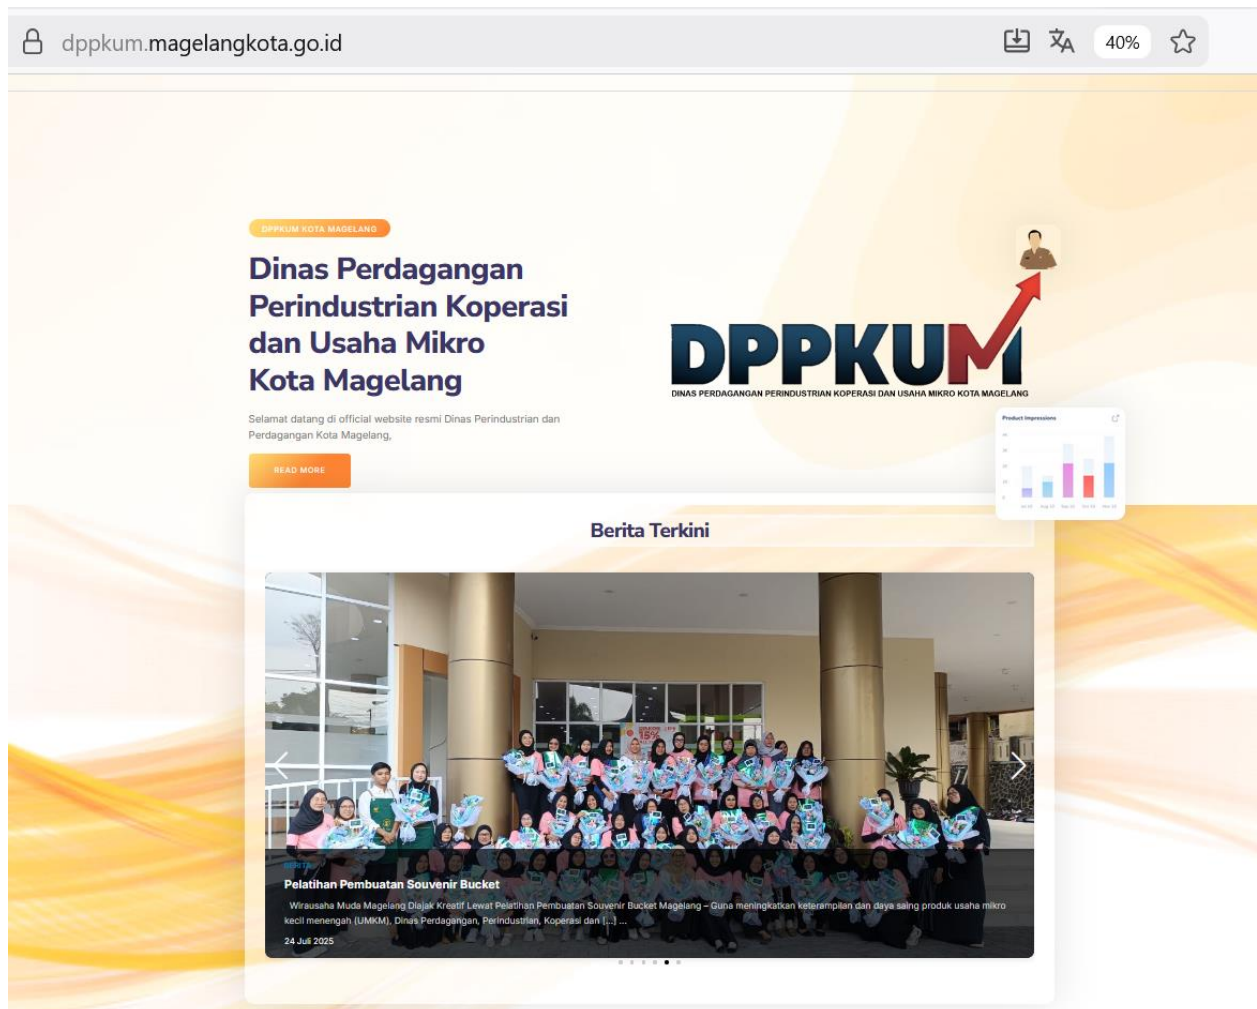 dppkum.magelangkota.go.id
40%
DPPKUM KOTA MAGELANG
Dinas Perdagangan
Perindustrian Koperasi
dan Usaha Mikro
Kota Magelang
Selamat datang di official website resmi Dinas Perindustrian dan
Perdagangan Kota Magelang,
READ MORE
DPPKUM
DINAS PERDAGANGAN PERINDUSTRIAN KOPERASI DAN USAHA MIKRO KOTA MAGELANG
Product Impressions
Berita Terkini
15%
BERITA
Pelatihan Pembuatan Souvenir Bucket
Wirausaha Muda Magelang Diajak Kreatif Lewat Pelatihan Pembuatan Souvenir Bucket Magelang – Guna meningkatkan keterampilan dan daya saing produk usaha mikro
kecil menengah (UMKM), Dinas Perdagangan, Perindustrian, Koperasi dan [...] ...
24 Juli 2025